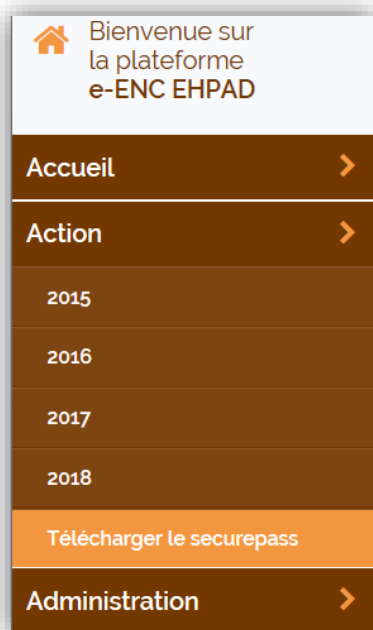 Bienvenue sur
la plateforme
e-ENC EHPAD
Accueil
Action
2015
2016
2017
2018
Télécharger le securepass
Administration